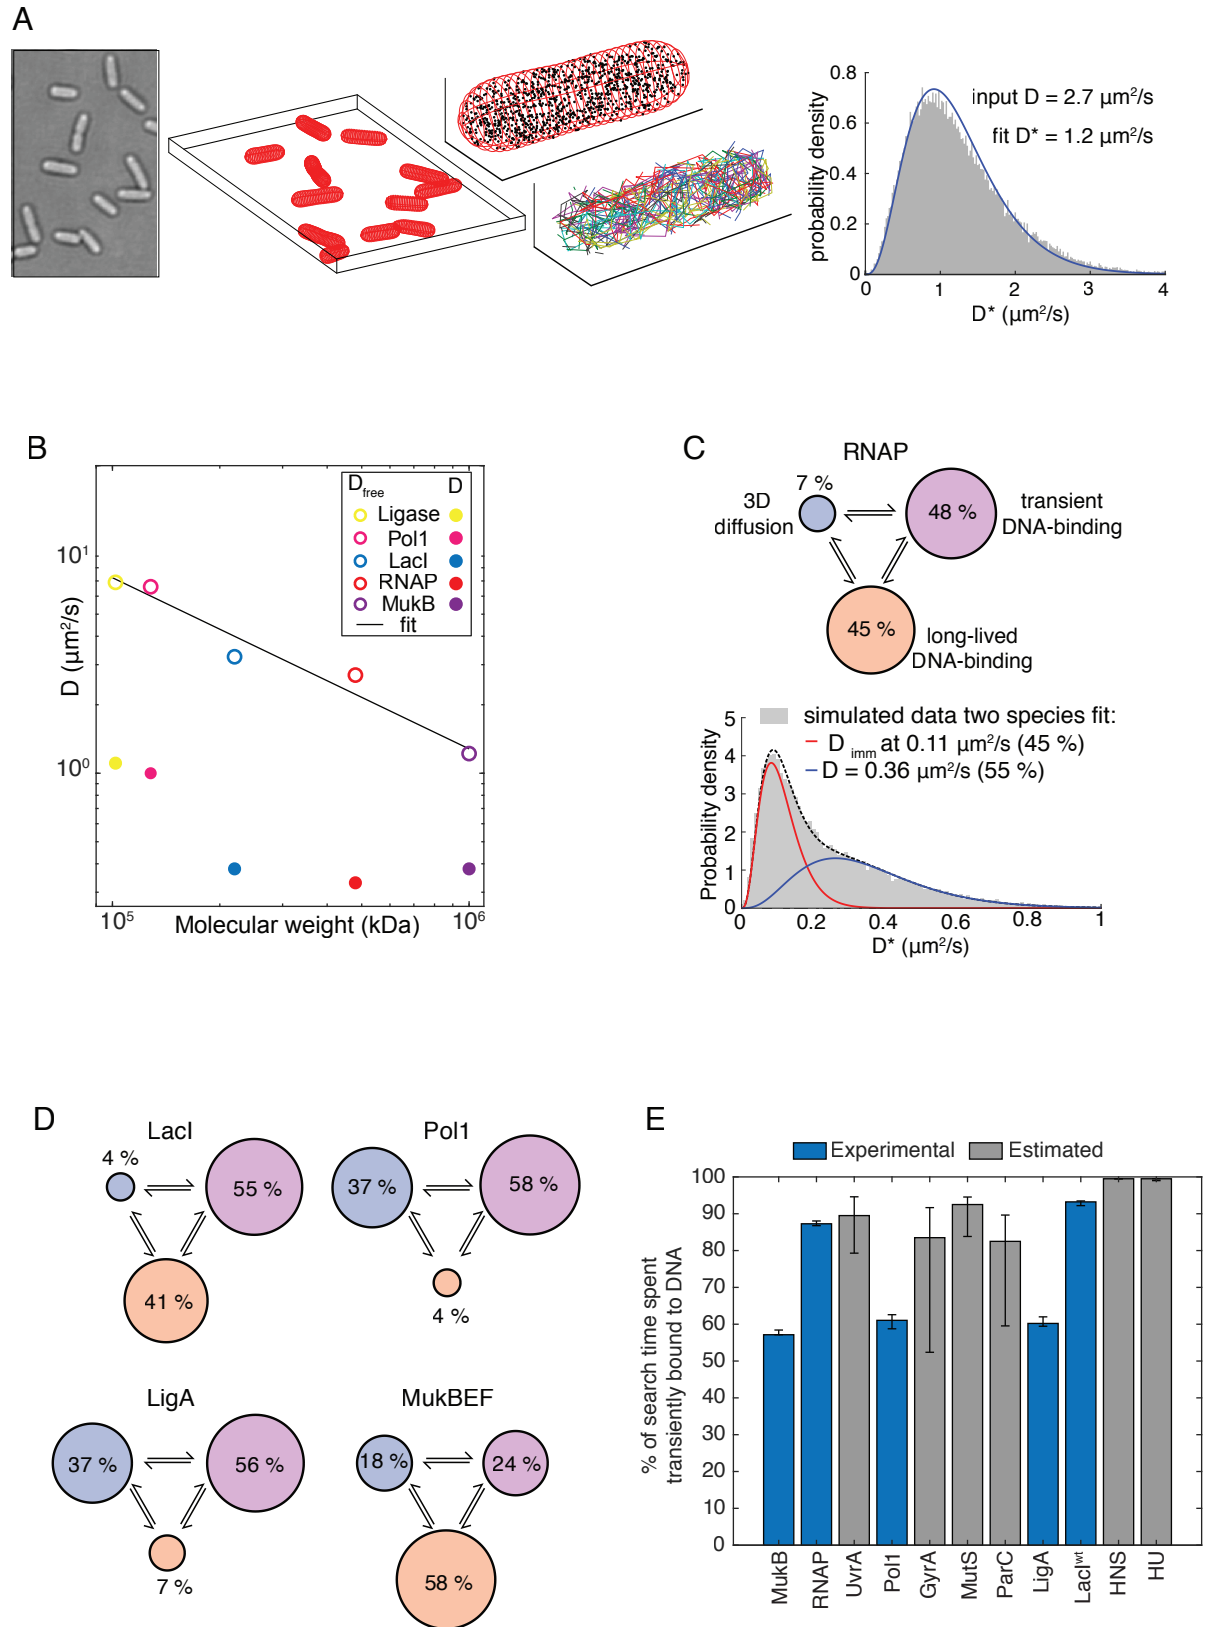 A
input D = 2.7 µm²/s
fit D* = 1.2 µm²/s
probability density
0.8
0.6
0.4
0.2
0
0 1 2 3 4
D* (µm²/s)
B
D (µm²/s)
10¹
10⁰
D_free D
Ligase
Pol1
LacI
RNAP
MukB
fit
10⁵ 10⁶
Molecular weight (kDa)
C
RNAP
7 %
3D
diffusion
48 %
transient
DNA-binding
45 %
long-lived
DNA-binding
simulated data two species fit:
D imm at 0.11 µm²/s (45 %)
D = 0.36 µm²/s (55 %)
Probability density
5
4
3
2
1
0
0 0.2 0.4 0.6 0.8 1
D* (µm²/s)
D
LacI
4 %
55 %
41 %
Pol1
37 %
58 %
4 %
LigA
37 %
56 %
7 %
MukBEF
18 %
24 %
58 %
E
Experimental Estimated
% of search time spent
transiently bound to DNA
100
90
80
70
60
50
40
30
20
10
0
MukB
RNAP
UvrA
Pol1
GyrA
MutS
ParC
LigA
LacIʷᵗ
HNS
HU